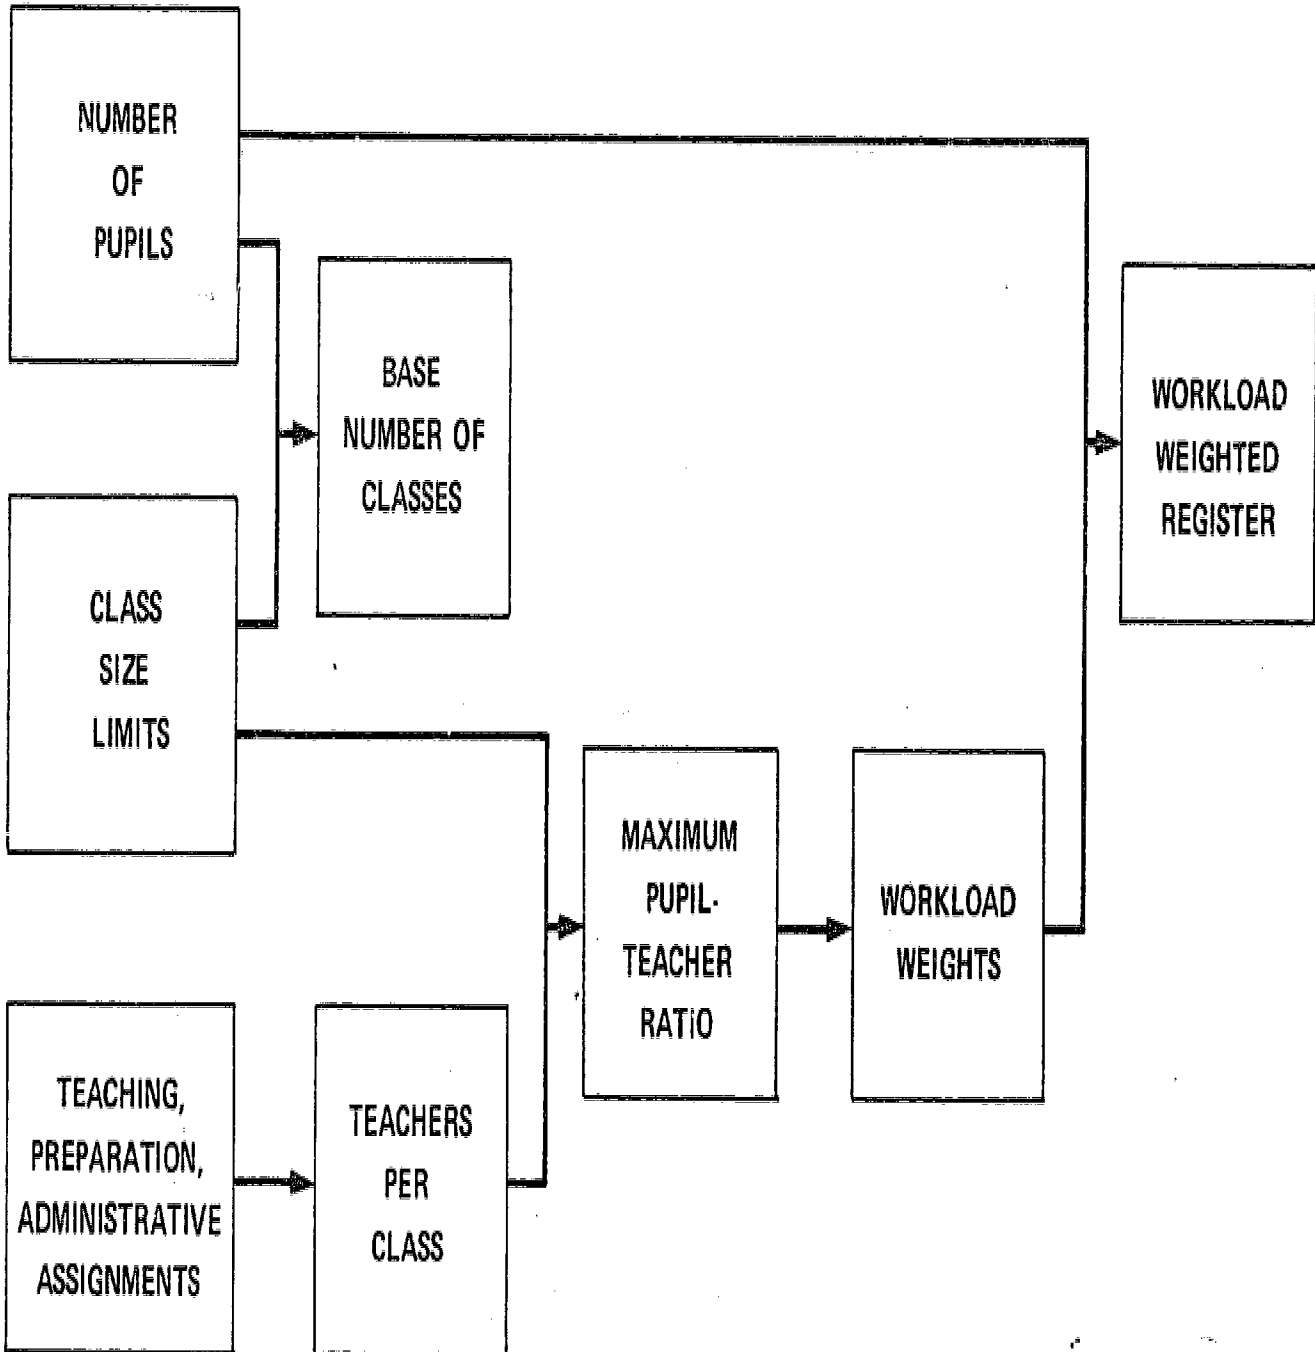 NUMBER
OF
PUPILS
BASE
NUMBER OF
CLASSES
WORKLOAD
WEIGHTED
REGISTER
CLASS
SIZE
LIMITS
MAXIMUM
PUPIL-
TEACHER
RATIO
WORKLOAD
WEIGHTS
TEACHING,
PREPARATION,
ADMINISTRATIVE
ASSIGNMENTS
TEACHERS
PER
CLASS